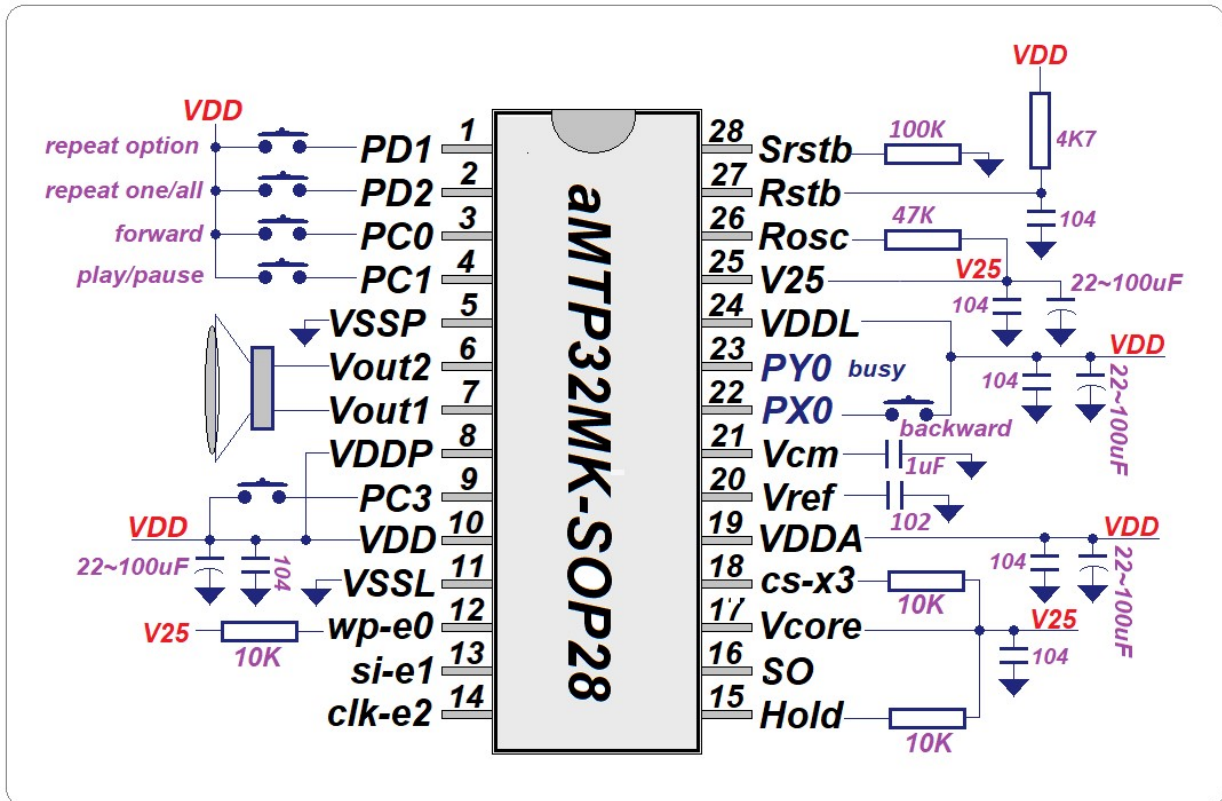 VDD
repeat option
repeat one/all
forward
play/pause
1 PD1
2 PD2
3 PC0
4 PC1
5 VSSP
6 Vout2
7 Vout1
8 VDDP
9 PC3
VDD
10 VDD
22~100uF
104
11 VSSL
V25
10K
12 wp-e0
13 si-e1
14 clk-e2
aMTP32MK-SOP28
VDD
4K7
28 Srstb
100K
27 Rstb
104
26 Rosc
47K
25 V25
V25
104
22~100uF
24 VDDL
VDD
104
22~100uF
23 PY0 busy
22 PX0
backward
21 Vcm
1uF
20 Vref
102
19 VDDA
VDD
104
22~100uF
18 cs-x3
10K
17 Vcore
V25
104
16 SO
15 Hold
10K